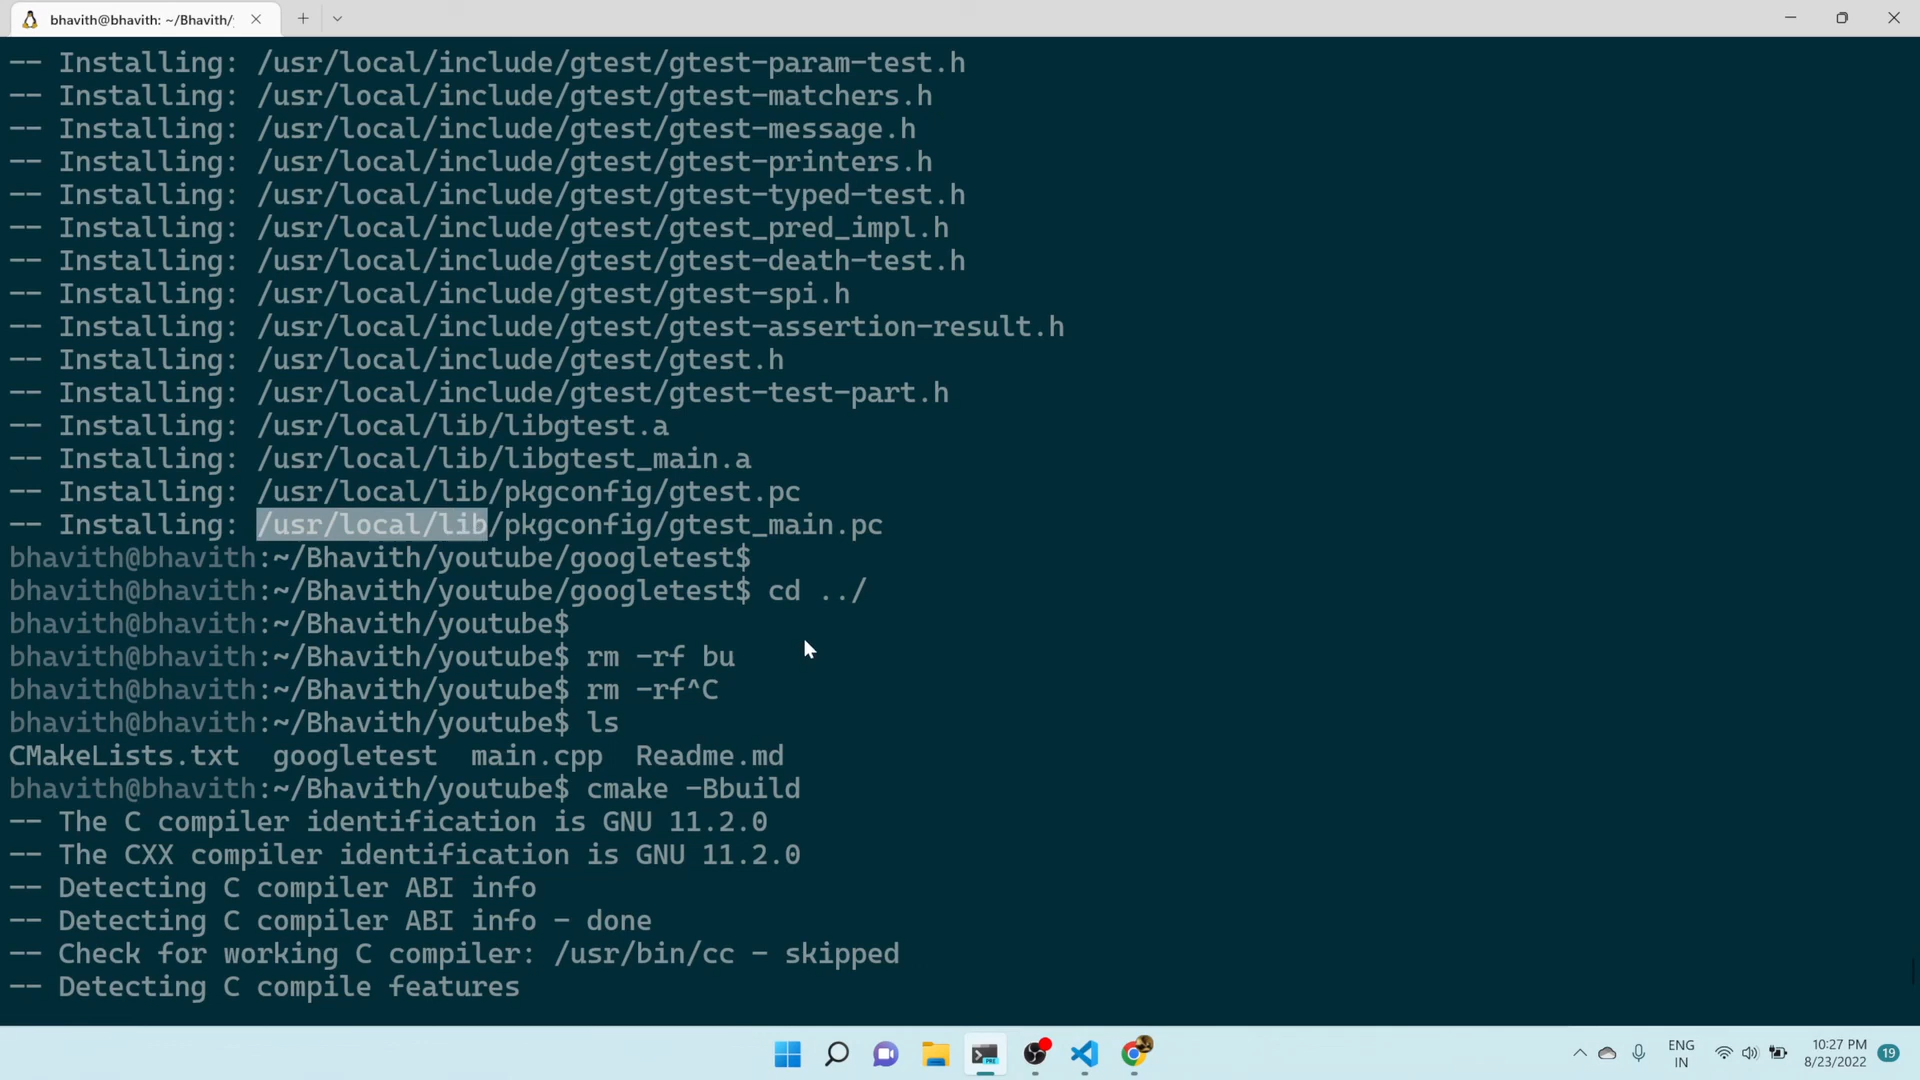 bhavith@bhavith: ~/Bhavith/y
-- Installing: /usr/local/include/gtest/gtest-param-test.h
-- Installing: /usr/local/include/gtest/gtest-matchers.h
-- Installing: /usr/local/include/gtest/gtest-message.h
-- Installing: /usr/local/include/gtest/gtest-printers.h
-- Installing: /usr/local/include/gtest/gtest-typed-test.h
-- Installing: /usr/local/include/gtest/gtest_pred_impl.h
-- Installing: /usr/local/include/gtest/gtest-death-test.h
-- Installing: /usr/local/include/gtest/gtest-spi.h
-- Installing: /usr/local/include/gtest/gtest-assertion-result.h
-- Installing: /usr/local/include/gtest/gtest.h
-- Installing: /usr/local/include/gtest/gtest-test-part.h
-- Installing: /usr/local/lib/libgtest.a
-- Installing: /usr/local/lib/libgtest_main.a
-- Installing: /usr/local/lib/pkgconfig/gtest.pc
-- Installing: /usr/local/lib/pkgconfig/gtest_main.pc
bhavith@bhavith:~/Bhavith/youtube/googletest$
bhavith@bhavith:~/Bhavith/youtube/googletest$ cd ../
bhavith@bhavith:~/Bhavith/youtube$
bhavith@bhavith:~/Bhavith/youtube$ rm -rf bu
bhavith@bhavith:~/Bhavith/youtube$ rm -rf^C
bhavith@bhavith:~/Bhavith/youtube$ ls
CMakeLists.txt  googletest  main.cpp  Readme.md
bhavith@bhavith:~/Bhavith/youtube$ cmake -Bbuild
-- The C compiler identification is GNU 11.2.0
-- The CXX compiler identification is GNU 11.2.0
-- Detecting C compiler ABI info
-- Detecting C compiler ABI info - done
-- Check for working C compiler: /usr/bin/cc - skipped
-- Detecting C compile features
PRE
ENG
IN
10:27 PM
8/23/2022
19